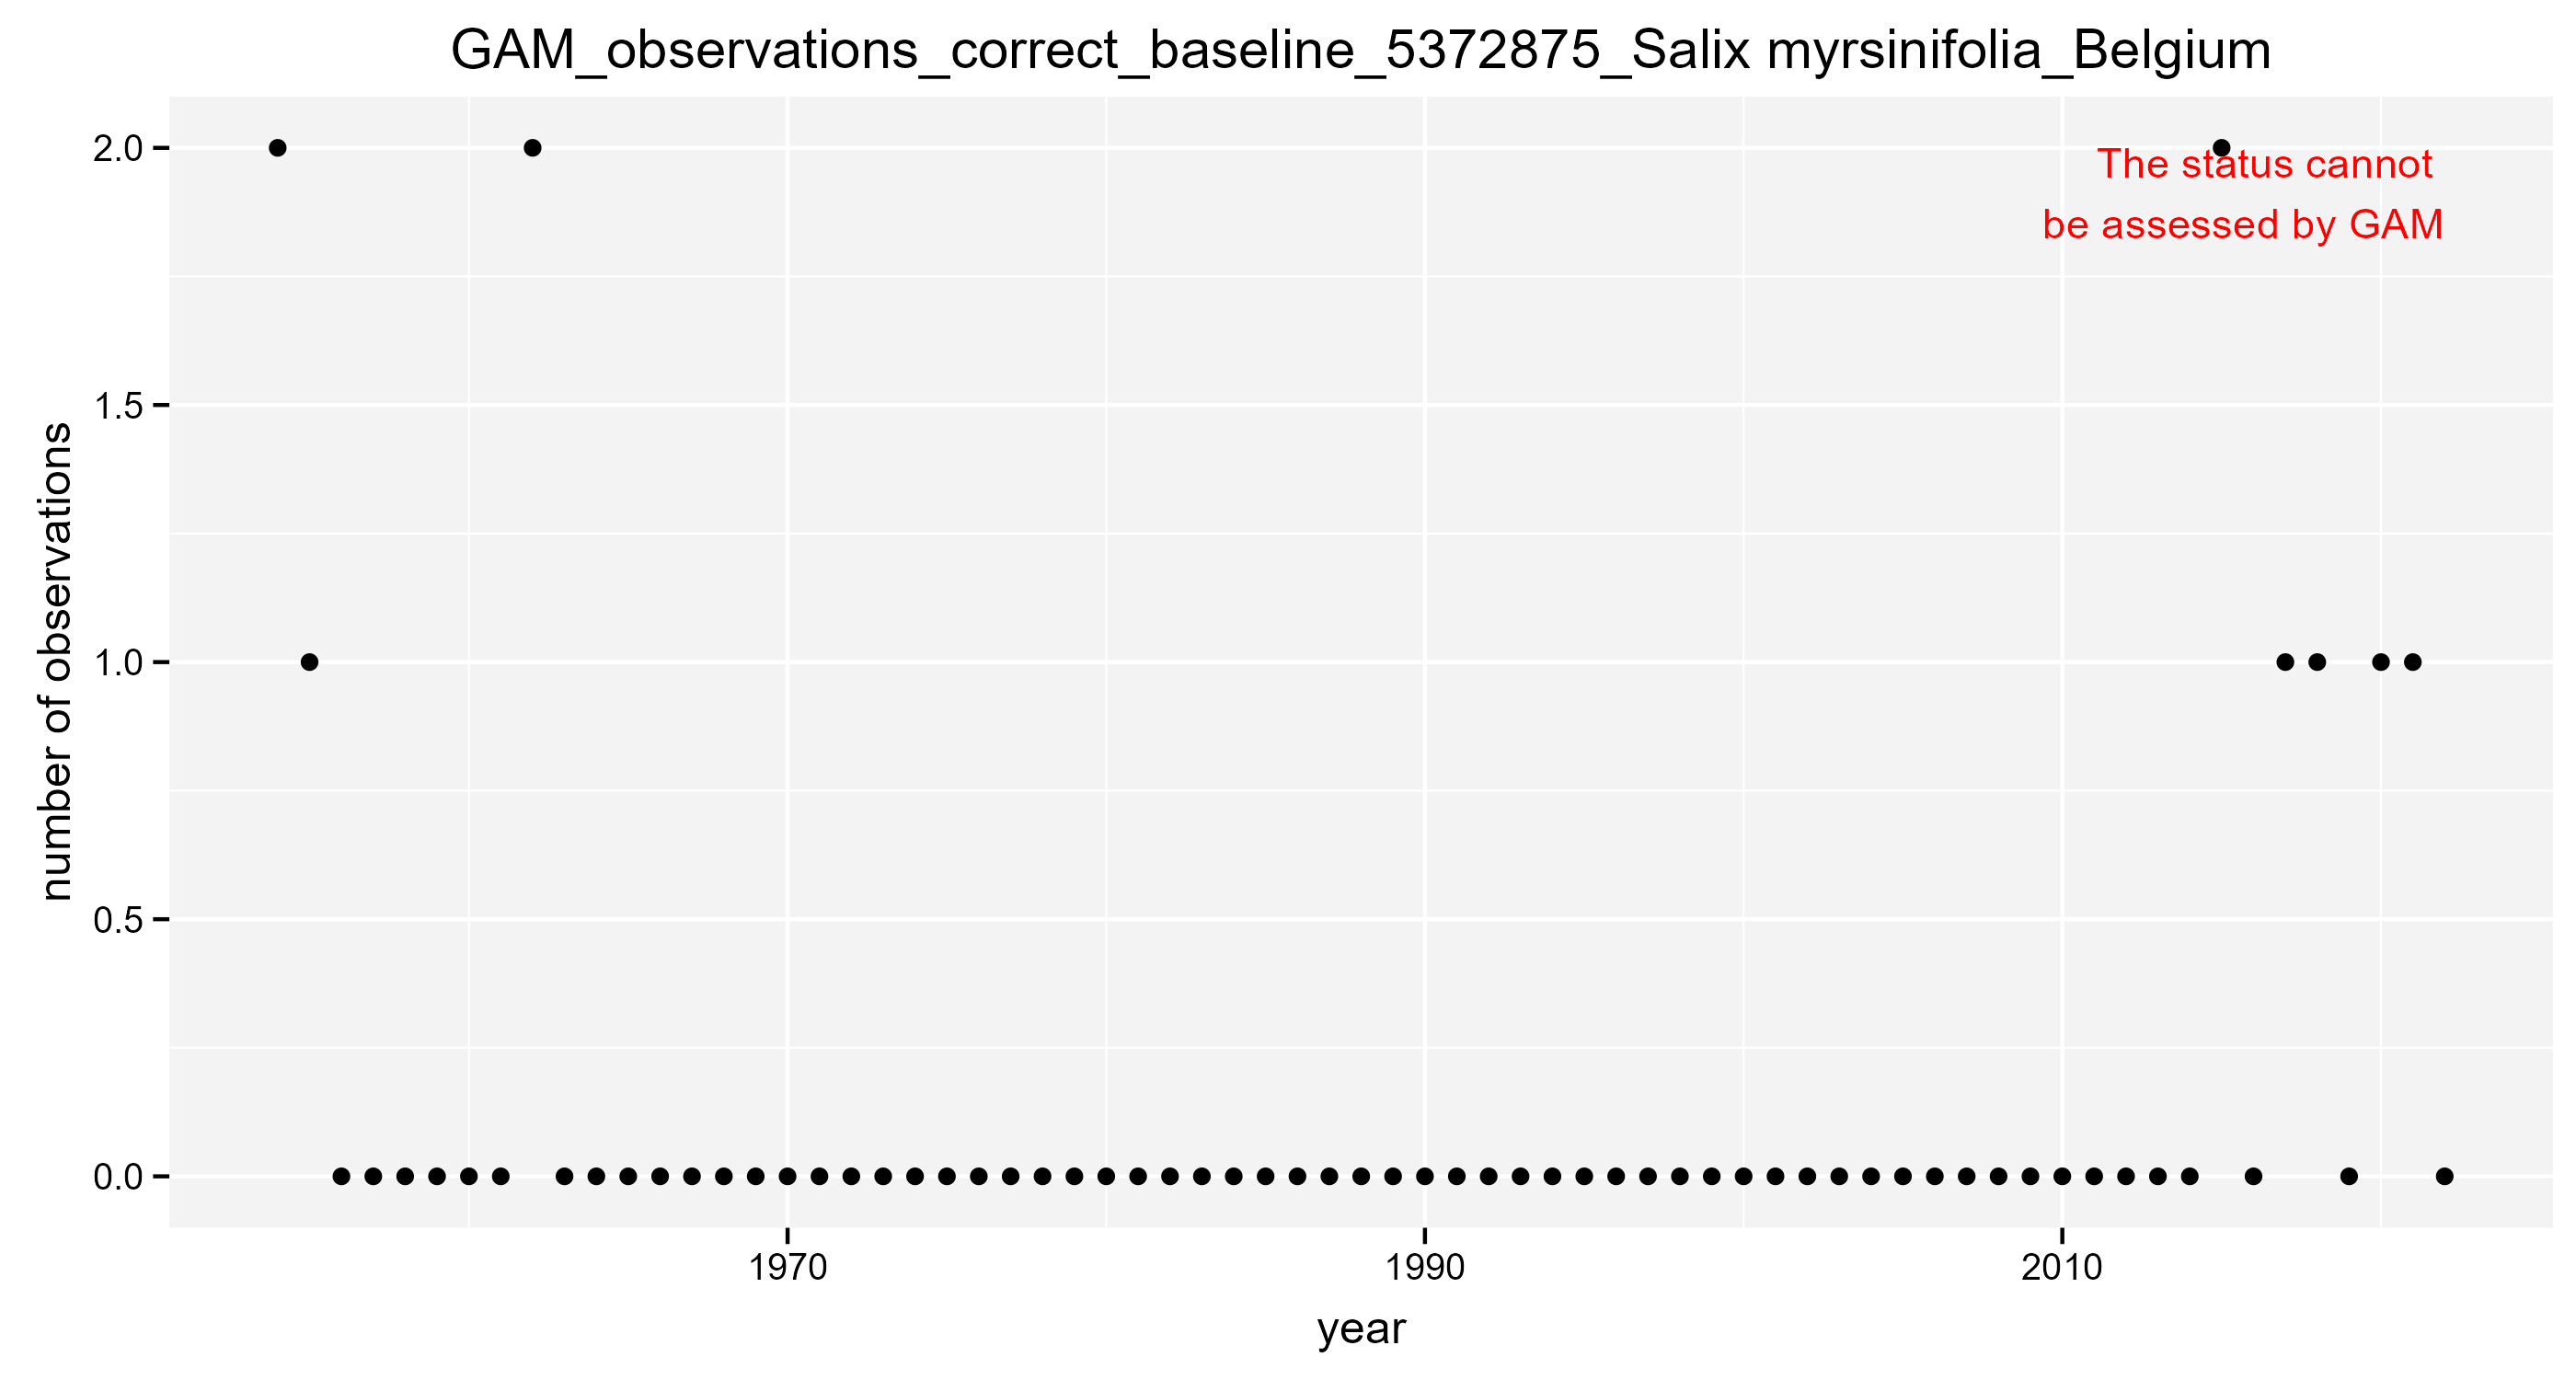 GAM_observations_correct_baseline_5372875_Salix myrsinifolia_Belgium
The status cannot
be assessed by GAM
number of observations
2.0
1.5
1.0
0.5
0.0
1970
1990
2010
year